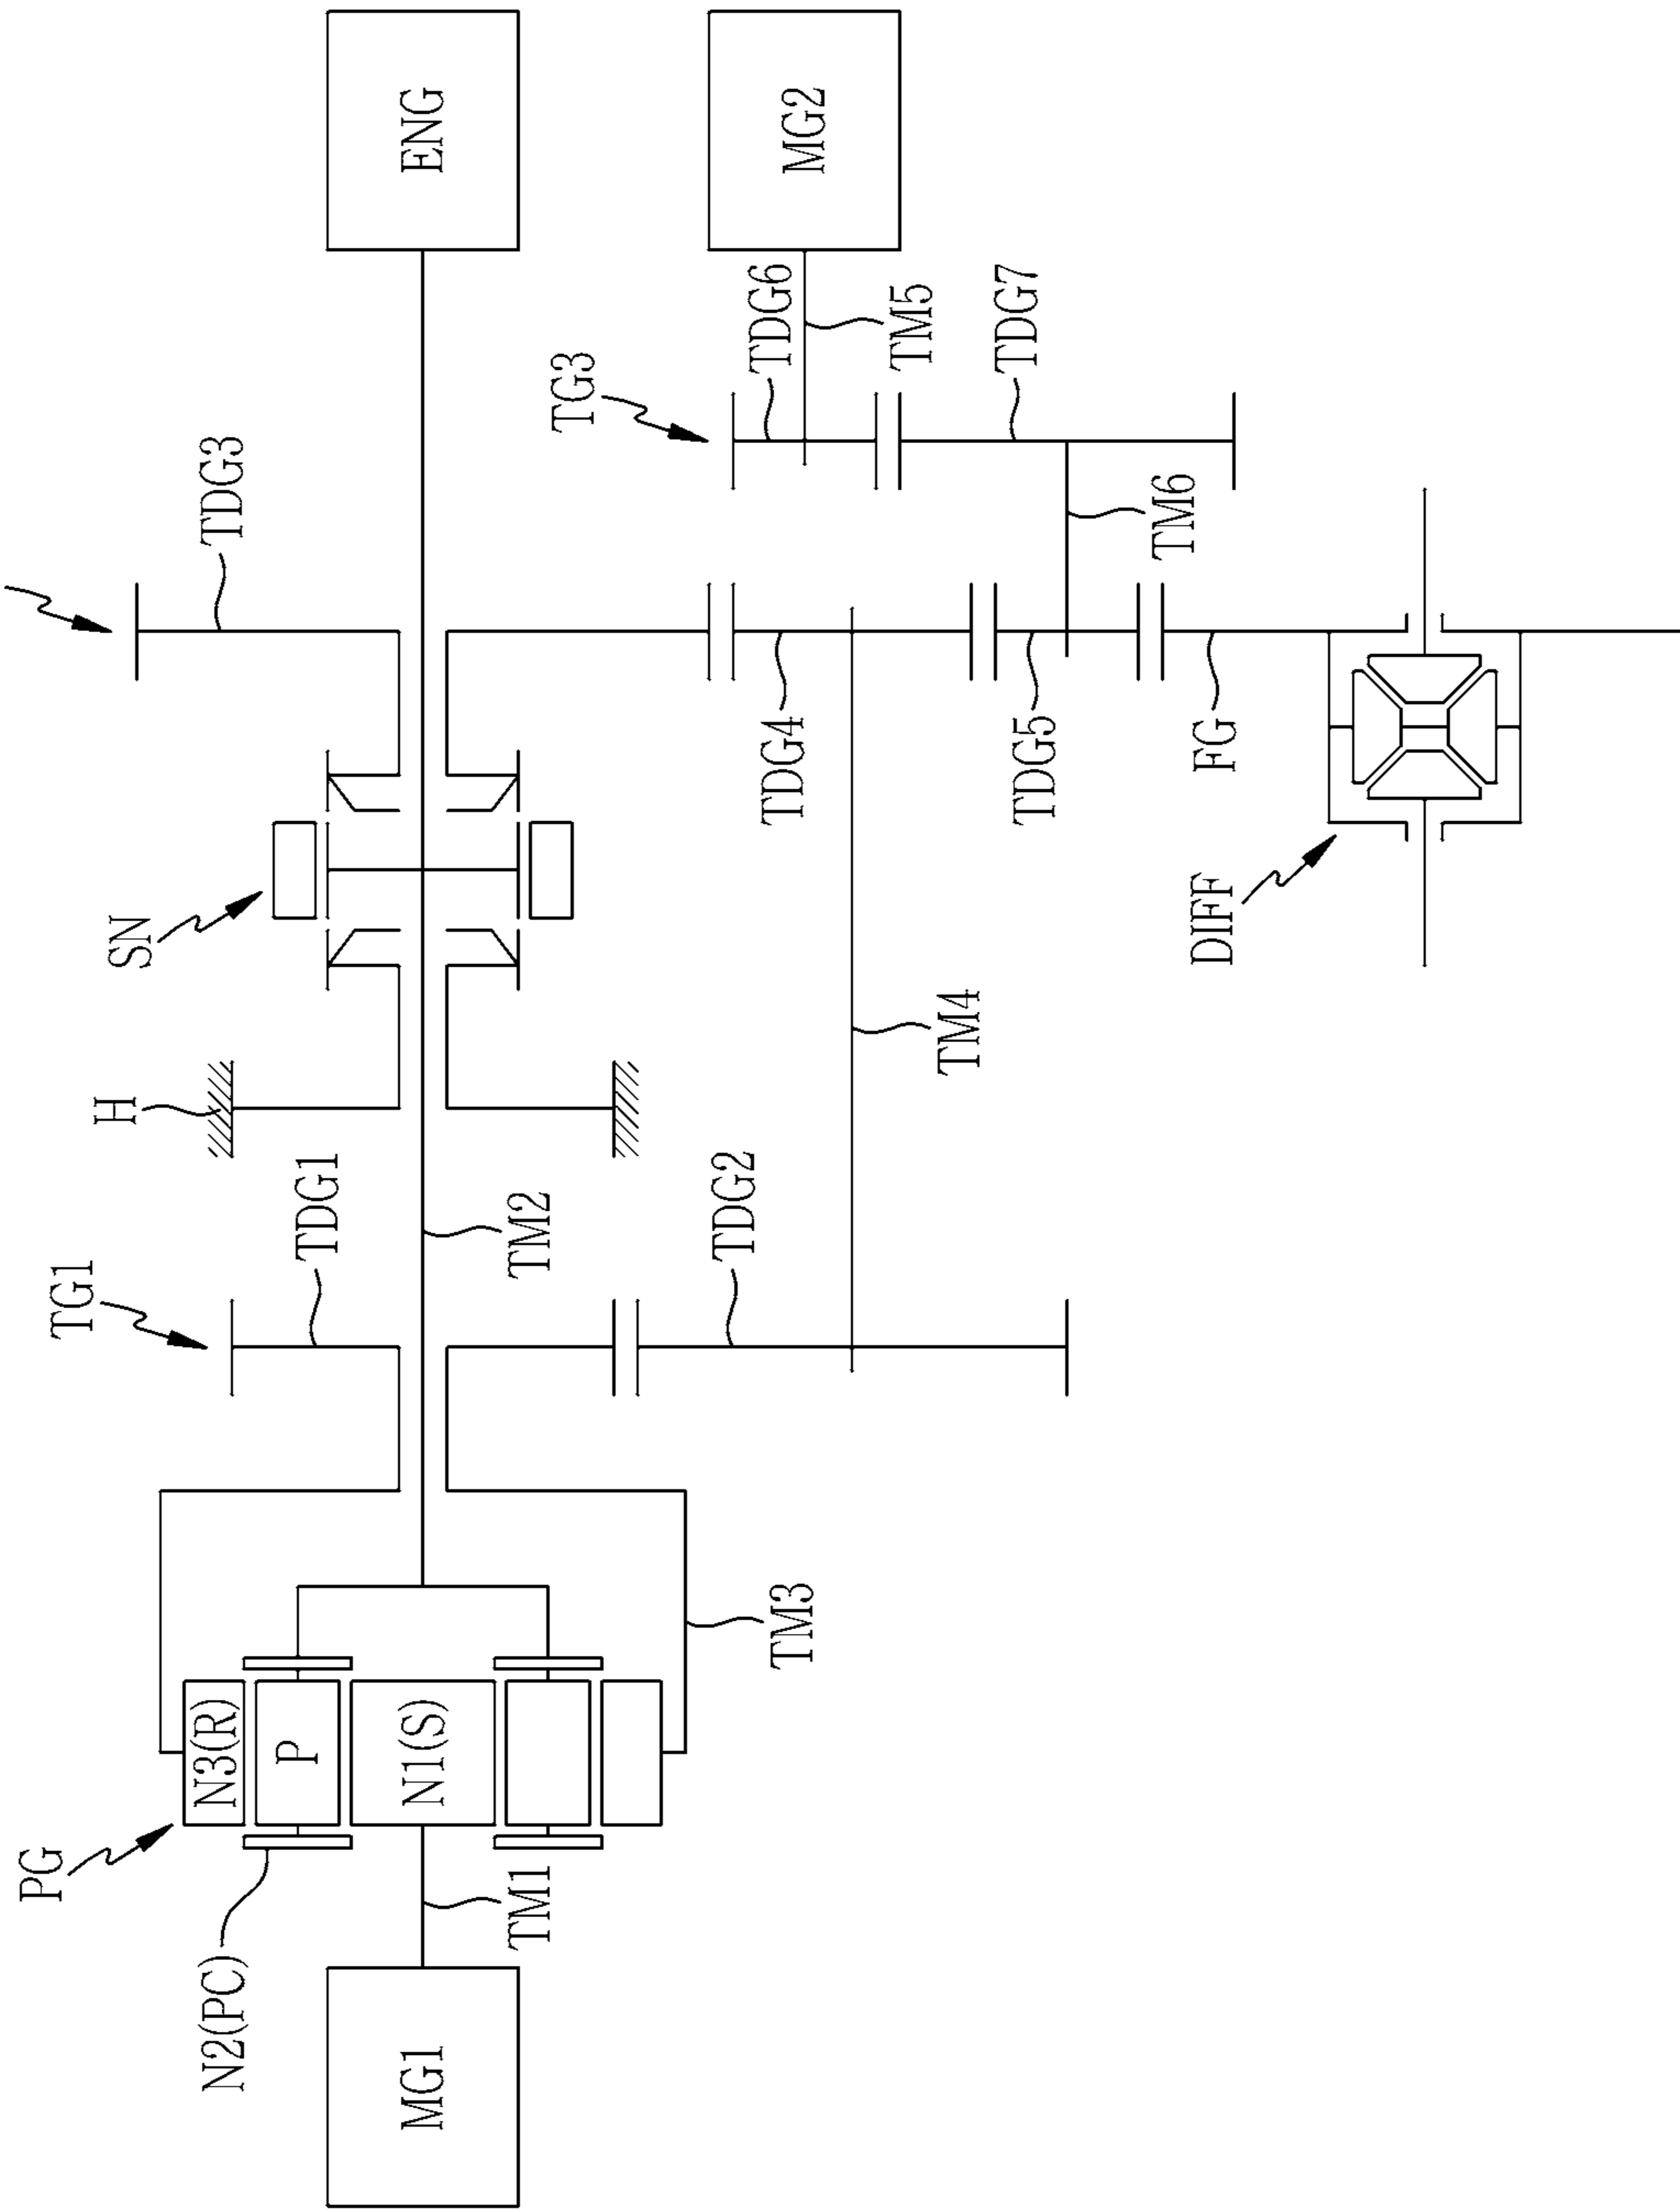 ENG
MG2
TDG6
TM5
TDG7
TG3
TDG3
TM6
TDG4
TDG5
FG
SN
DIFF
TM4
H
TDG1
TM2
TDG2
TG1
TM3
N3(R)
P
N1(S)
PG
TM1
N2(PC)
MG1